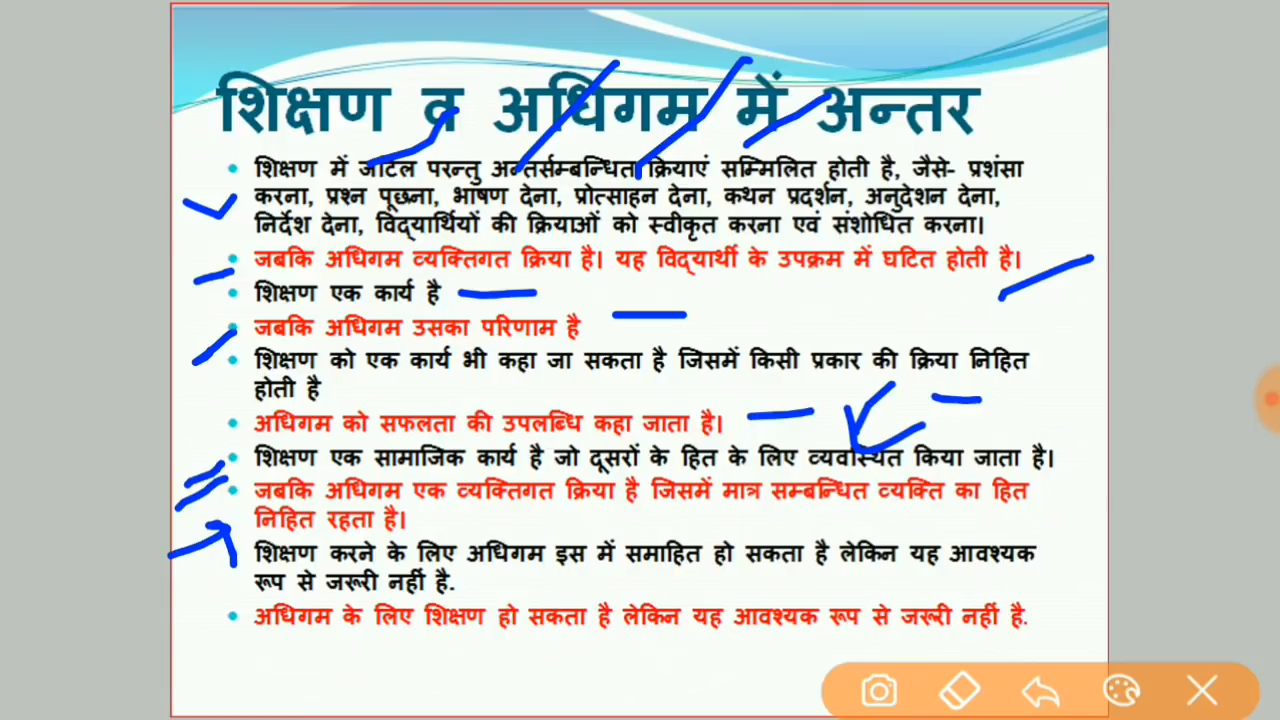 शिक्षण व अधिगम में अन्तर
शिक्षण में जटिल परन्तु अन्तर्सम्बन्धित क्रियाएं सम्मिलित होती है, जैसे- प्रशंसा
करना, प्रश्न पूछना, भाषण देना, प्रोत्साहन देना, कथन प्रदर्शन, अनुदेशन देना,
निर्देश देना, विद्यार्थियों की क्रियाओं को स्वीकृत करना एवं संशोधित करना।
जबकि अधिगम व्यक्तिगत क्रिया है। यह विद्यार्थी के उपक्रम में घटित होती है।
शिक्षण एक कार्य है
जबकि अधिगम उसका परिणाम है
शिक्षण को एक कार्य भी कहा जा सकता है जिसमें किसी प्रकार की क्रिया निहित
होती है
अधिगम को सफलता की उपलब्धि कहा जाता है।
शिक्षण एक सामाजिक कार्य है जो दूसरों के हित के लिए व्यवस्थित किया जाता है।
जबकि अधिगम एक व्यक्तिगत क्रिया है जिसमें मात्र सम्बन्धित व्यक्ति का हित
निहित रहता है।
शिक्षण करने के लिए अधिगम इस में समाहित हो सकता है लेकिन यह आवश्यक
रूप से जरूरी नहीं है.
अधिगम के लिए शिक्षण हो सकता है लेकिन यह आवश्यक रूप से जरूरी नहीं है.